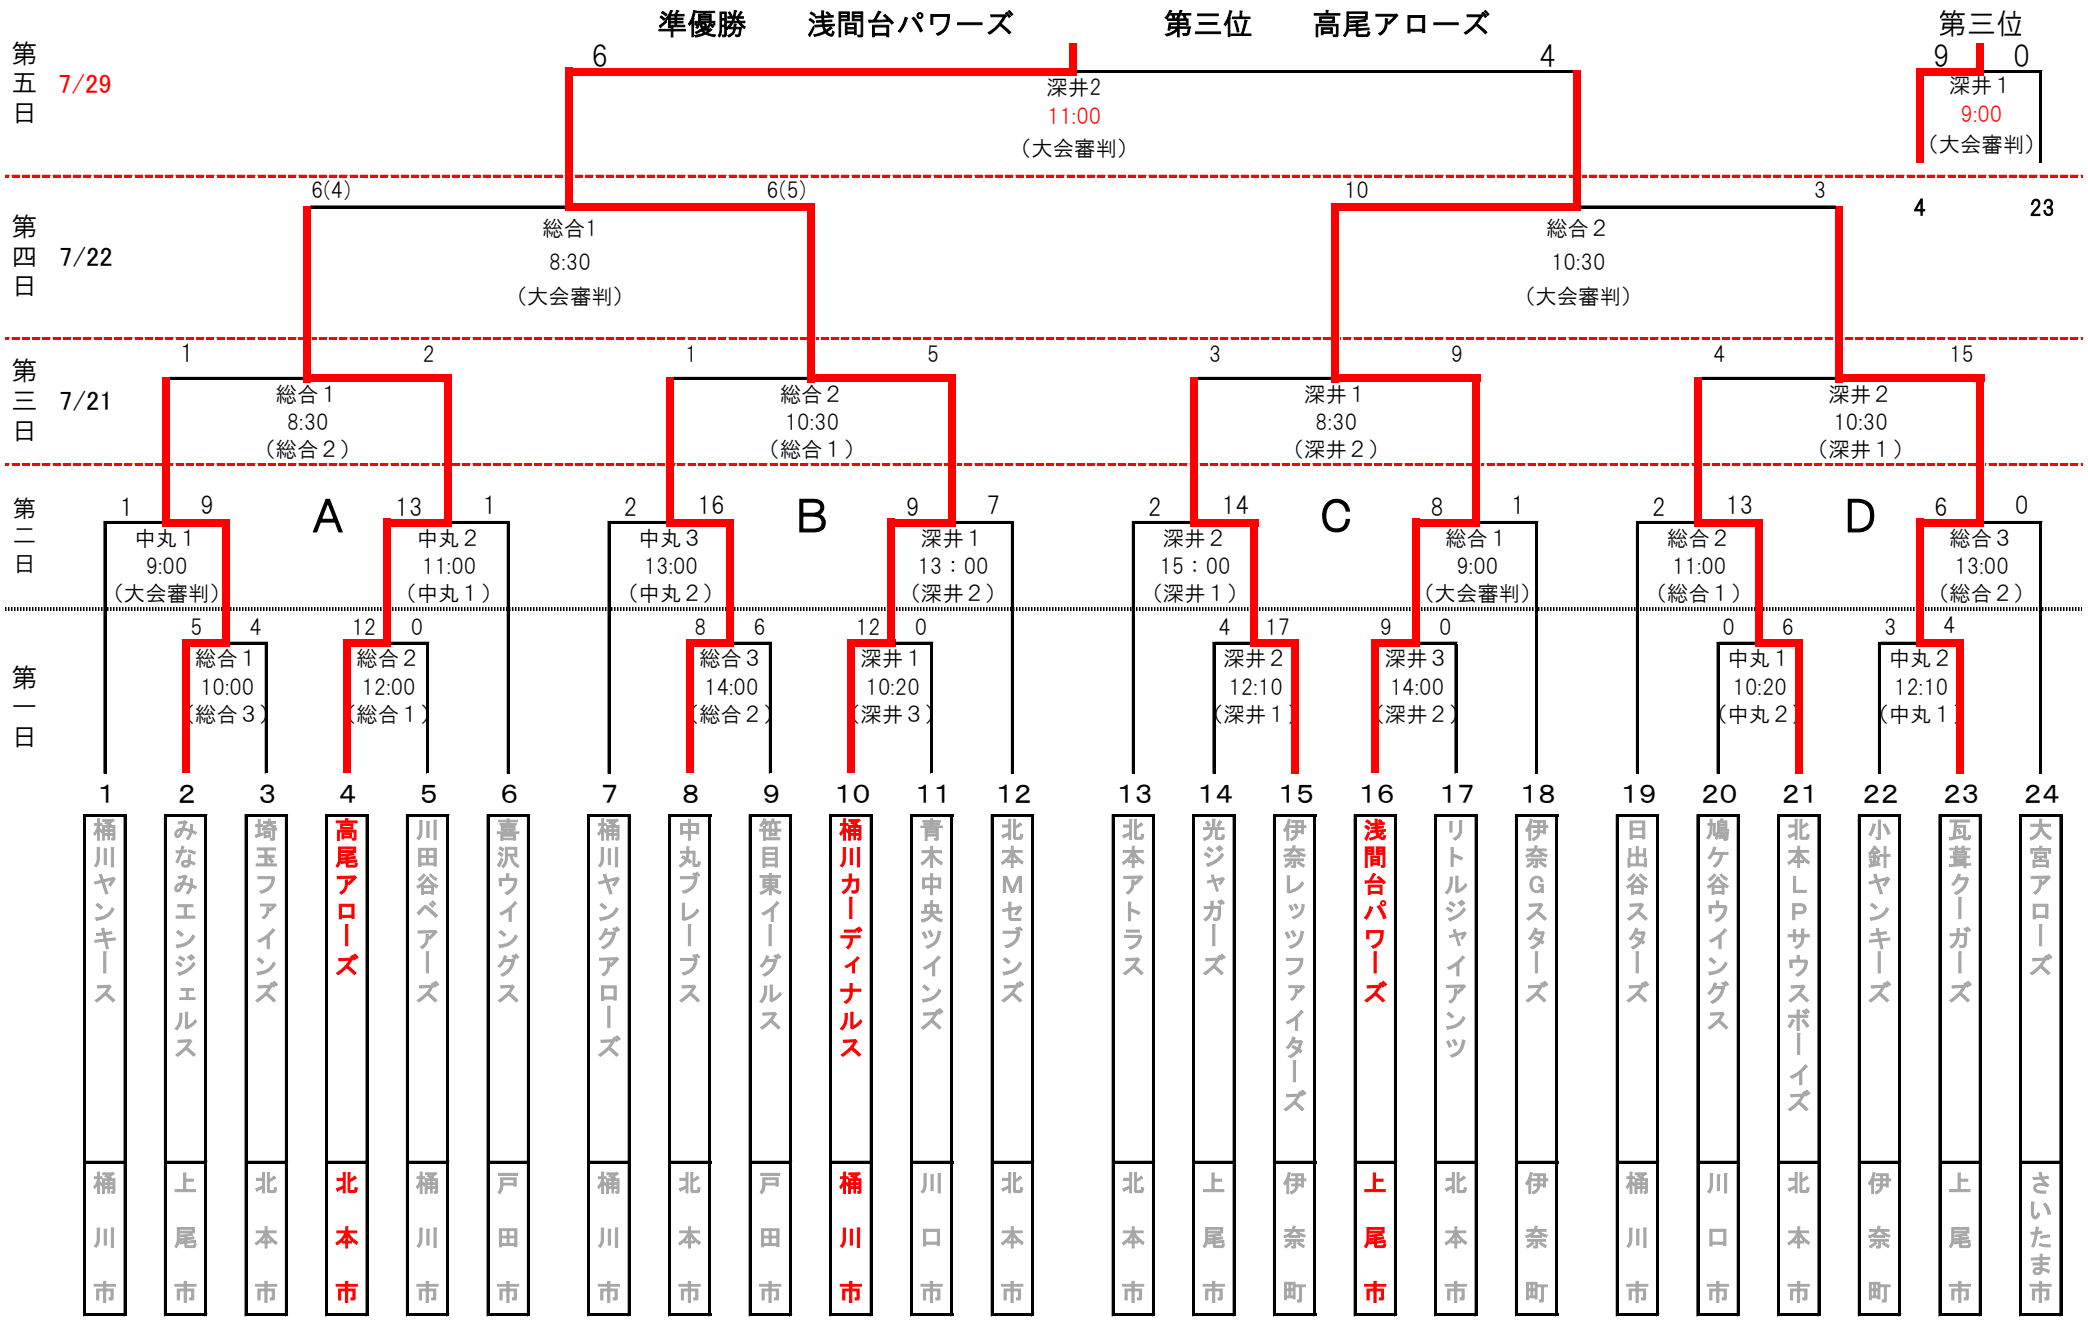 準優勝 浅間台パワーズ 第三位 高尾アローズ 第三位
第五日 7/29
6 4 9 0
深井2 深井１
11:00 9:00
（大会審判） （大会審判）
第四日 7/22
6(4) 6(5) 10 3 4 23
総合1 総合２
8:30 10:30
（大会審判） （大会審判）
第三日 7/21
1 2 1 5 3 9 4 15
総合１ 総合２ 深井１ 深井２
8:30 10:30 8:30 10:30
（総合２） （総合１） （深井２） （深井１）
第二日
1 9 A 13 1 2 16 B 9 7 2 14 C 8 1 2 13 D 6 0
中丸１ 中丸２ 中丸３ 深井１ 深井２ 総合１ 総合２ 総合３
9:00 11:00 13:00 13：00 15：00 9:00 11:00 13:00
（大会審判） （中丸１） （中丸２） （深井２） （深井１） （大会審判） （総合１） （総合２）
第一日
5 4 12 0 8 6 12 0 4 17 9 0 0 6 3 4
総合１ 総合２ 総合３ 深井１ 深井２ 深井３ 中丸１ 中丸２
10:00 12:00 14:00 10:20 12:10 14:00 10:20 12:10
（総合３） （総合１） （総合２） （深井３） （深井１） （深井２） （中丸２） （中丸１）
1 2 3 4 5 6 7 8 9 10 11 12 13 14 15 16 17 18 19 20 21 22 23 24
桶川ヤンキース
みなみエンジェルス
埼玉ファインズ
高尾アローズ
川田谷ベアーズ
喜沢ウイングス
桶川ヤングアローズ
中丸ブレーブス
笹目東イーグルス
桶川カーディナルス
青木中央ツインズ
北本Ｍセブンズ
北本アトラス
光ジャガーズ
伊奈レッツファイターズ
浅間台パワーズ
リトルジャイアンツ
伊奈Ｇスターズ
日出谷スターズ
鳩ケ谷ウイングス
北本ＬＰサウスボーイズ
小針ヤンキーズ
瓦葺クーガーズ
大宮アローズ
桶川市
上尾市
北本市
北本市
桶川市
戸田市
桶川市
北本市
戸田市
桶川市
川口市
北本市
北本市
上尾市
伊奈町
上尾市
北本市
伊奈町
桶川市
川口市
北本市
伊奈町
上尾市
さいたま市